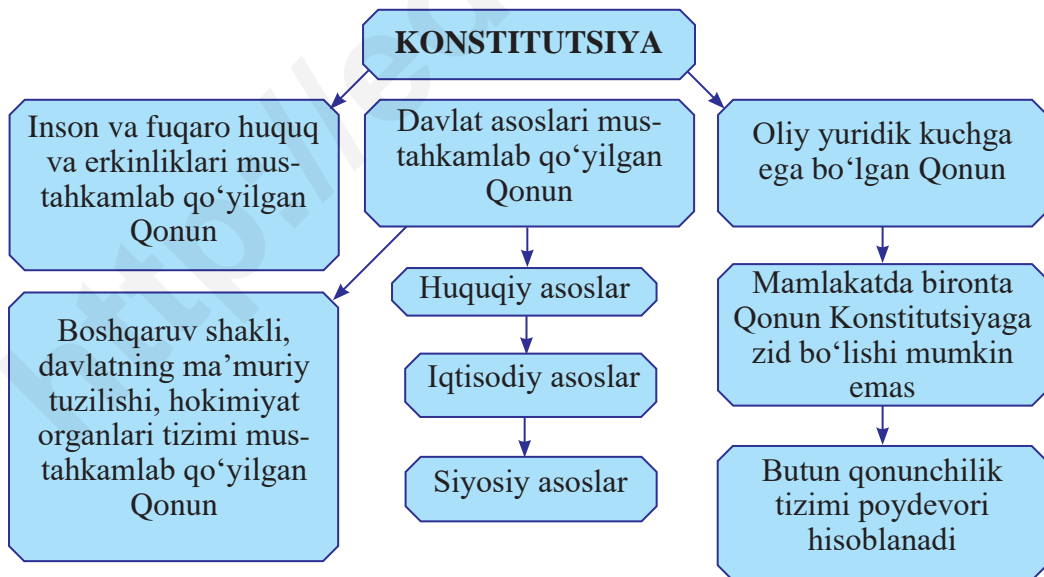 KONSTITUTSIYA
Inson va fuqaro huquq
va erkinliklari mus-
tahkamlab qo‘yilgan
Qonun
Davlat asoslari mus-
tahkamlab qo‘yilgan
Qonun
Oliy yuridik kuchga
ega bo‘lgan Qonun
Boshqaruv shakli,
davlatning ma’muriy
tuzilishi, hokimiyat
organlari tizimi mus-
tahkamlab qo‘yilgan
Qonun
Huquqiy asoslar
Iqtisodiy asoslar
Siyosiy asoslar
Mamlakatda bironta
Qonun Konstitutsiyaga
zid bo‘lishi mumkin
emas
Butun qonunchilik
tizimi poydevori
hisoblanadi
http://e